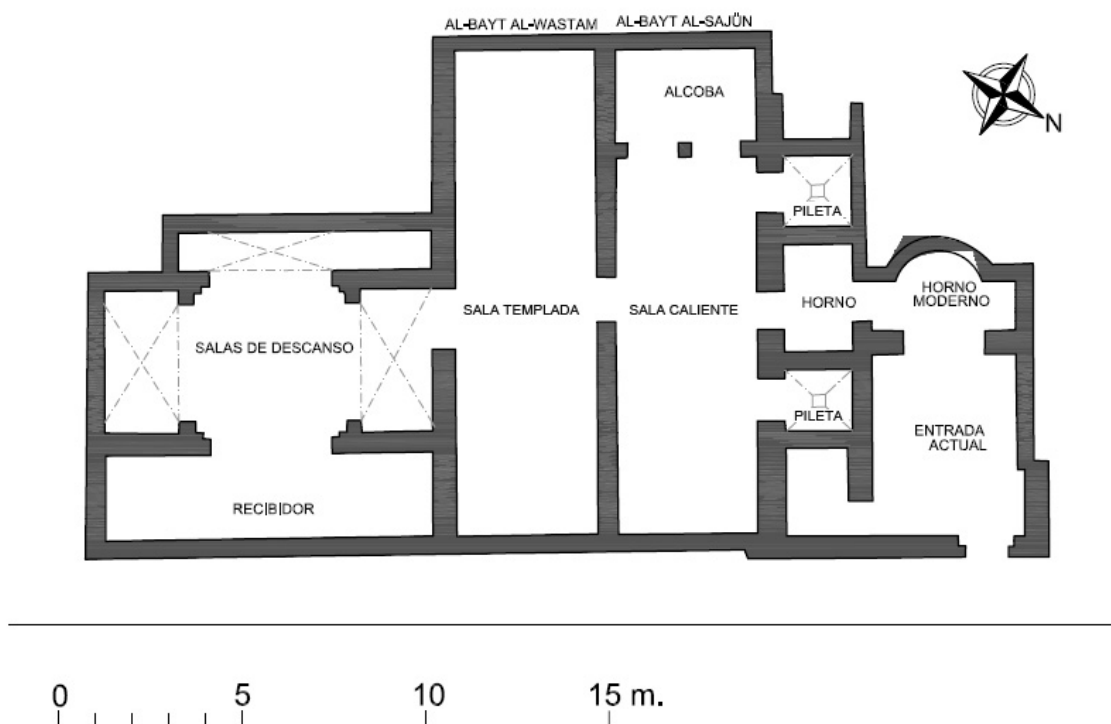 AL-BAYT AL-WASTAM
AL-BAYT AL-SAJŪN
ALCOBA
N
PILETA
HORNO
MODERNO
HORNO
SALA TEMPLADA
SALA CALIENTE
SALAS DE DESCANSO
PILETA
ENTRADA
ACTUAL
RECIBIDOR
0 5 10 15 m.